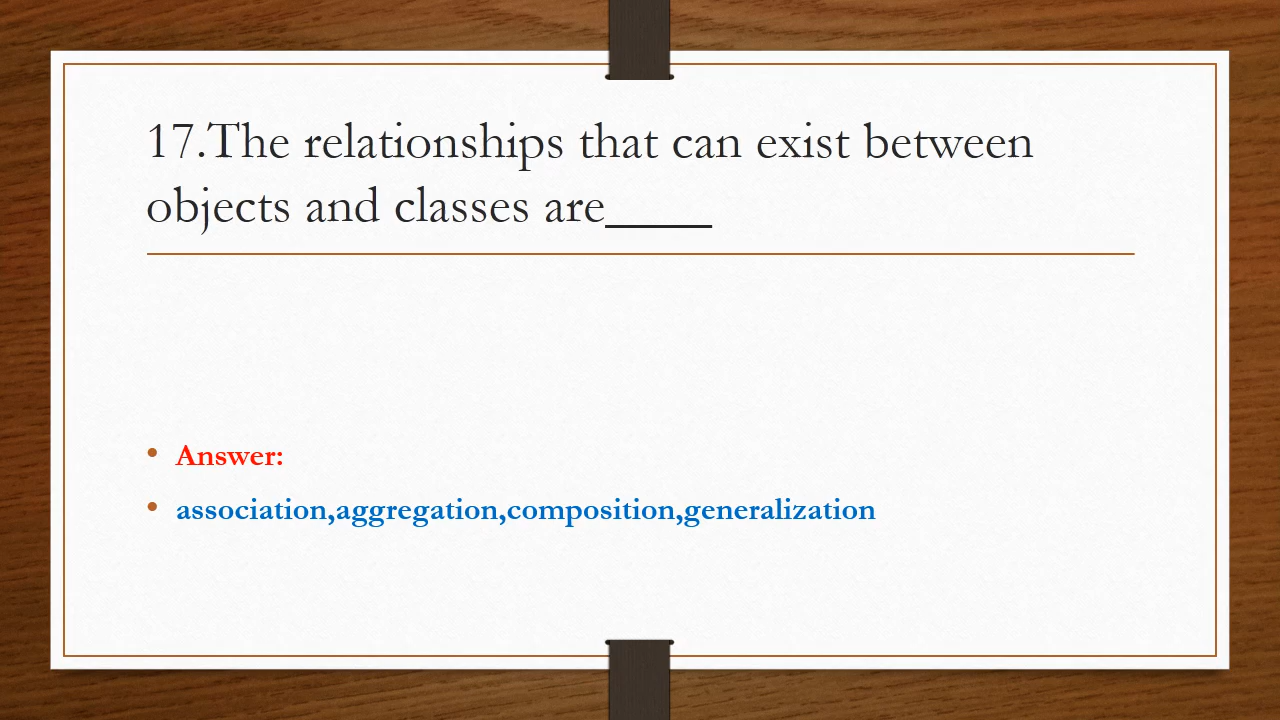 17.The relationships that can exist between
objects and classes are____
Answer:
association,aggregation,composition,generalization